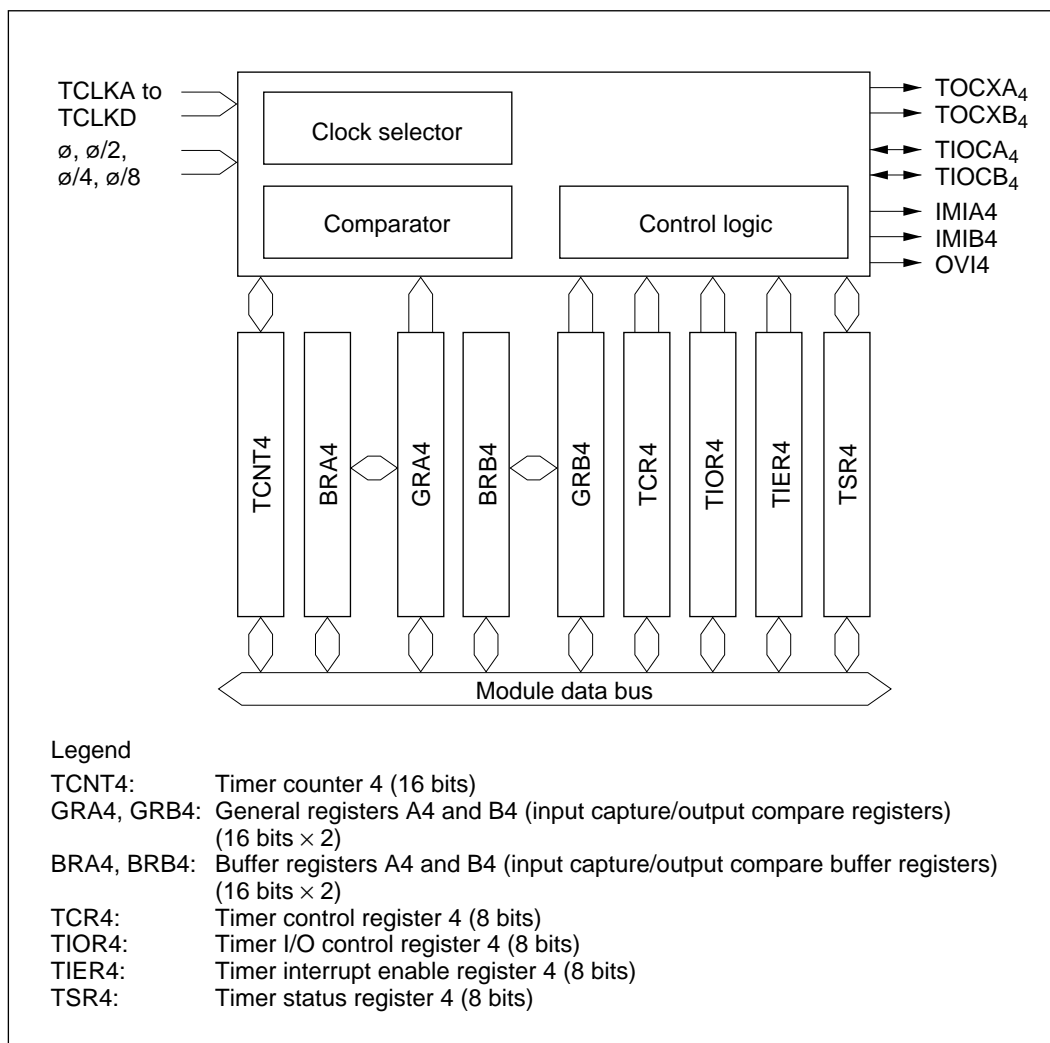 TCLKA to
TCLKD
ø, ø/2,
ø/4, ø/8
Clock selector
Comparator
Control logic
TOCXA4
TOCXB4
TIOCA4
TIOCB4
IMIA4
IMIB4
OVI4
TCNT4
BRA4
GRA4
BRB4
GRB4
TCR4
TIOR4
TIER4
TSR4
Module data bus
Legend
TCNT4: Timer counter 4 (16 bits)
GRA4, GRB4: General registers A4 and B4 (input capture/output compare registers)
(16 bits × 2)
BRA4, BRB4: Buffer registers A4 and B4 (input capture/output compare buffer registers)
(16 bits × 2)
TCR4: Timer control register 4 (8 bits)
TIOR4: Timer I/O control register 4 (8 bits)
TIER4: Timer interrupt enable register 4 (8 bits)
TSR4: Timer status register 4 (8 bits)